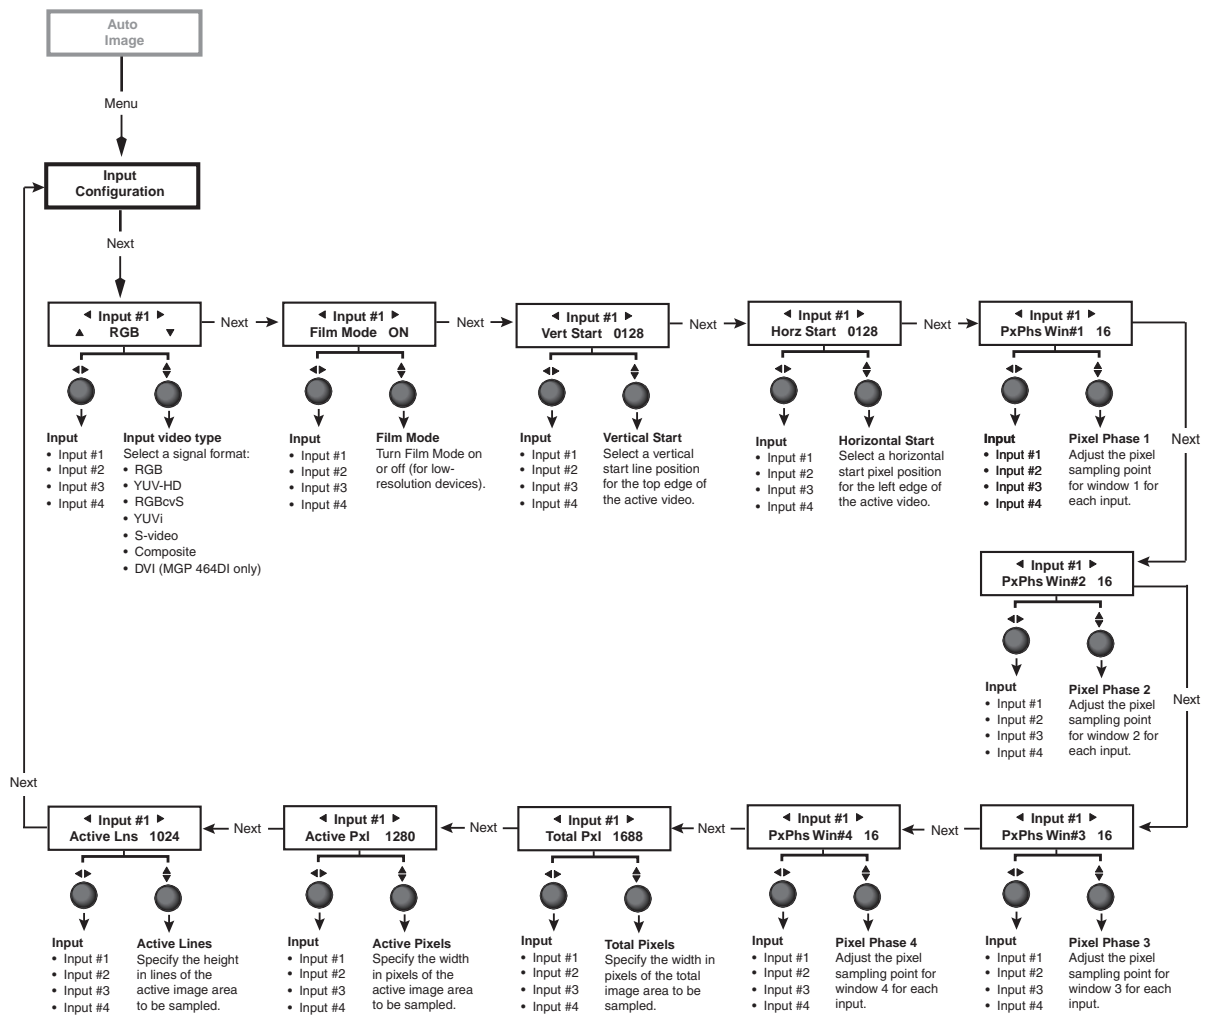 Auto
Image
Menu
Input
Configuration
Next
◄ Input #1 ►
▲ RGB ▼
Next
◄ Input #1 ►
Film Mode ON
Next
◄ Input #1 ►
Vert Start 0128
Next
◄ Input #1 ►
Horz Start 0128
Next
◄ Input #1 ►
PxPhs Win#1 16
Input
• Input #1
• Input #2
• Input #3
• Input #4
Input video type
Select a signal format:
• RGB
• YUV-HD
• RGBcvS
• YUVi
• S-video
• Composite
• DVI (MGP 464DI only)
Input
• Input #1
• Input #2
• Input #3
• Input #4
Film Mode
Turn Film Mode on
or off (for low-
resolution devices).
Input
• Input #1
• Input #2
• Input #3
• Input #4
Vertical Start
Select a vertical
start line position
for the top edge of
the active video.
Input
• Input #1
• Input #2
• Input #3
• Input #4
Horizontal Start
Select a horizontal
start pixel position
for the left edge of
the active video.
Input
• Input #1
• Input #2
• Input #3
• Input #4
Pixel Phase 1
Adjust the pixel
sampling point
for window 1 for
each input.
Next
◄ Input #1 ►
PxPhs Win#2 16
Input
• Input #1
• Input #2
• Input #3
• Input #4
Pixel Phase 2
Adjust the pixel
sampling point
for window 2 for
each input.
Next
Next
◄ Input #1 ►
Active Lns 1024
Next
◄ Input #1 ►
Active Pxl 1280
Next
◄ Input #1 ►
Total Pxl 1688
Next
◄ Input #1 ►
PxPhs Win#4 16
Next
◄ Input #1 ►
PxPhs Win#3 16
Input
• Input #1
• Input #2
• Input #3
• Input #4
Active Lines
Specify the height
in lines of the
active image area
to be sampled.
Input
• Input #1
• Input #2
• Input #3
• Input #4
Active Pixels
Specify the width
in pixels of the
active image area
to be sampled.
Input
• Input #1
• Input #2
• Input #3
• Input #4
Total Pixels
Specify the width in
pixels of the total
image area to be
sampled.
Input
• Input #1
• Input #2
• Input #3
• Input #4
Pixel Phase 4
Adjust the pixel
sampling point for
window 4 for each
input.
Input
• Input #1
• Input #2
• Input #3
• Input #4
Pixel Phase 3
Adjust the pixel
sampling point for
window 3 for each
input.